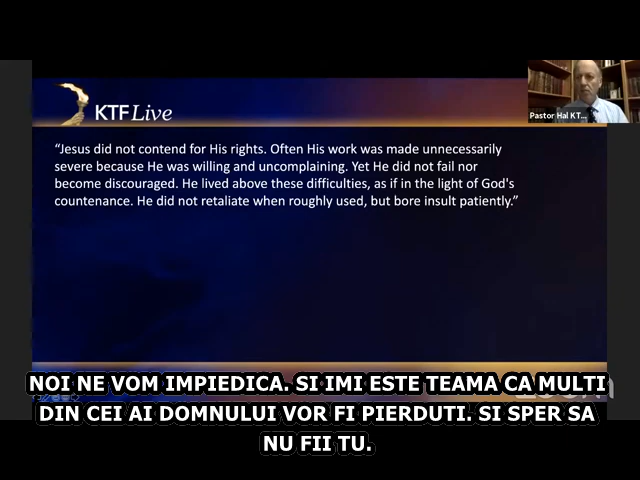 KTF Live
Pastor Hal KT...
“Jesus did not contend for His rights. Often His work was made unnecessarily
severe because He was willing and uncomplaining. Yet He did not fail nor
become discouraged. He lived above these difficulties, as if in the light of God's
countenance. He did not retaliate when roughly used, but bore insult patiently.”
NOI NE VOM IMPIEDICA. SI IMI ESTE TEAMA CA MULTI
DIN CEI AI DOMNULUI VOR FI PIERDUTI. SI SPER SA
NU FII TU.